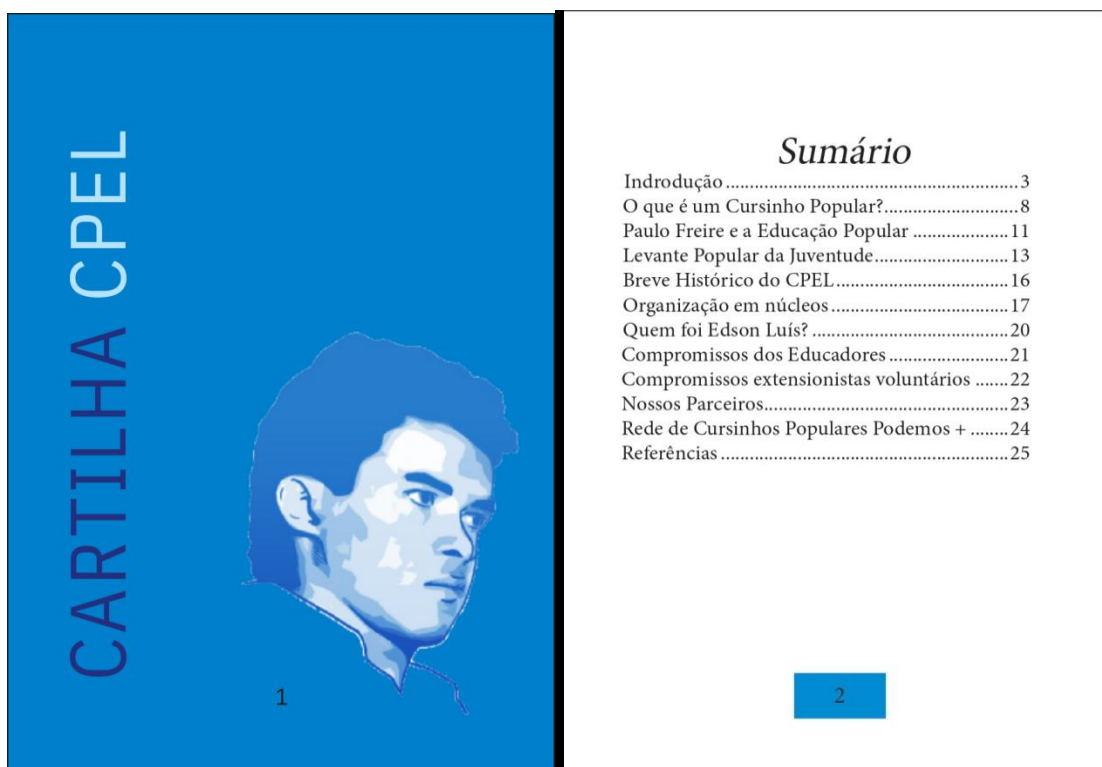 CARTILHA CPEL
1
Sumário
Indrodução ............................................................. 3
O que é um Cursinho Popular?............................ 8
Paulo Freire e a Educação Popular .................... 11
Levante Popular da Juventude............................ 13
Breve Histórico do CPEL.................................... 16
Organização em núcleos ..................................... 17
Quem foi Edson Luís? ......................................... 20
Compromissos dos Educadores ......................... 21
Compromissos extensionistas voluntários ....... 22
Nossos Parceiros................................................... 23
Rede de Cursinhos Populares Podemos + ........ 24
Referências ............................................................ 25
2